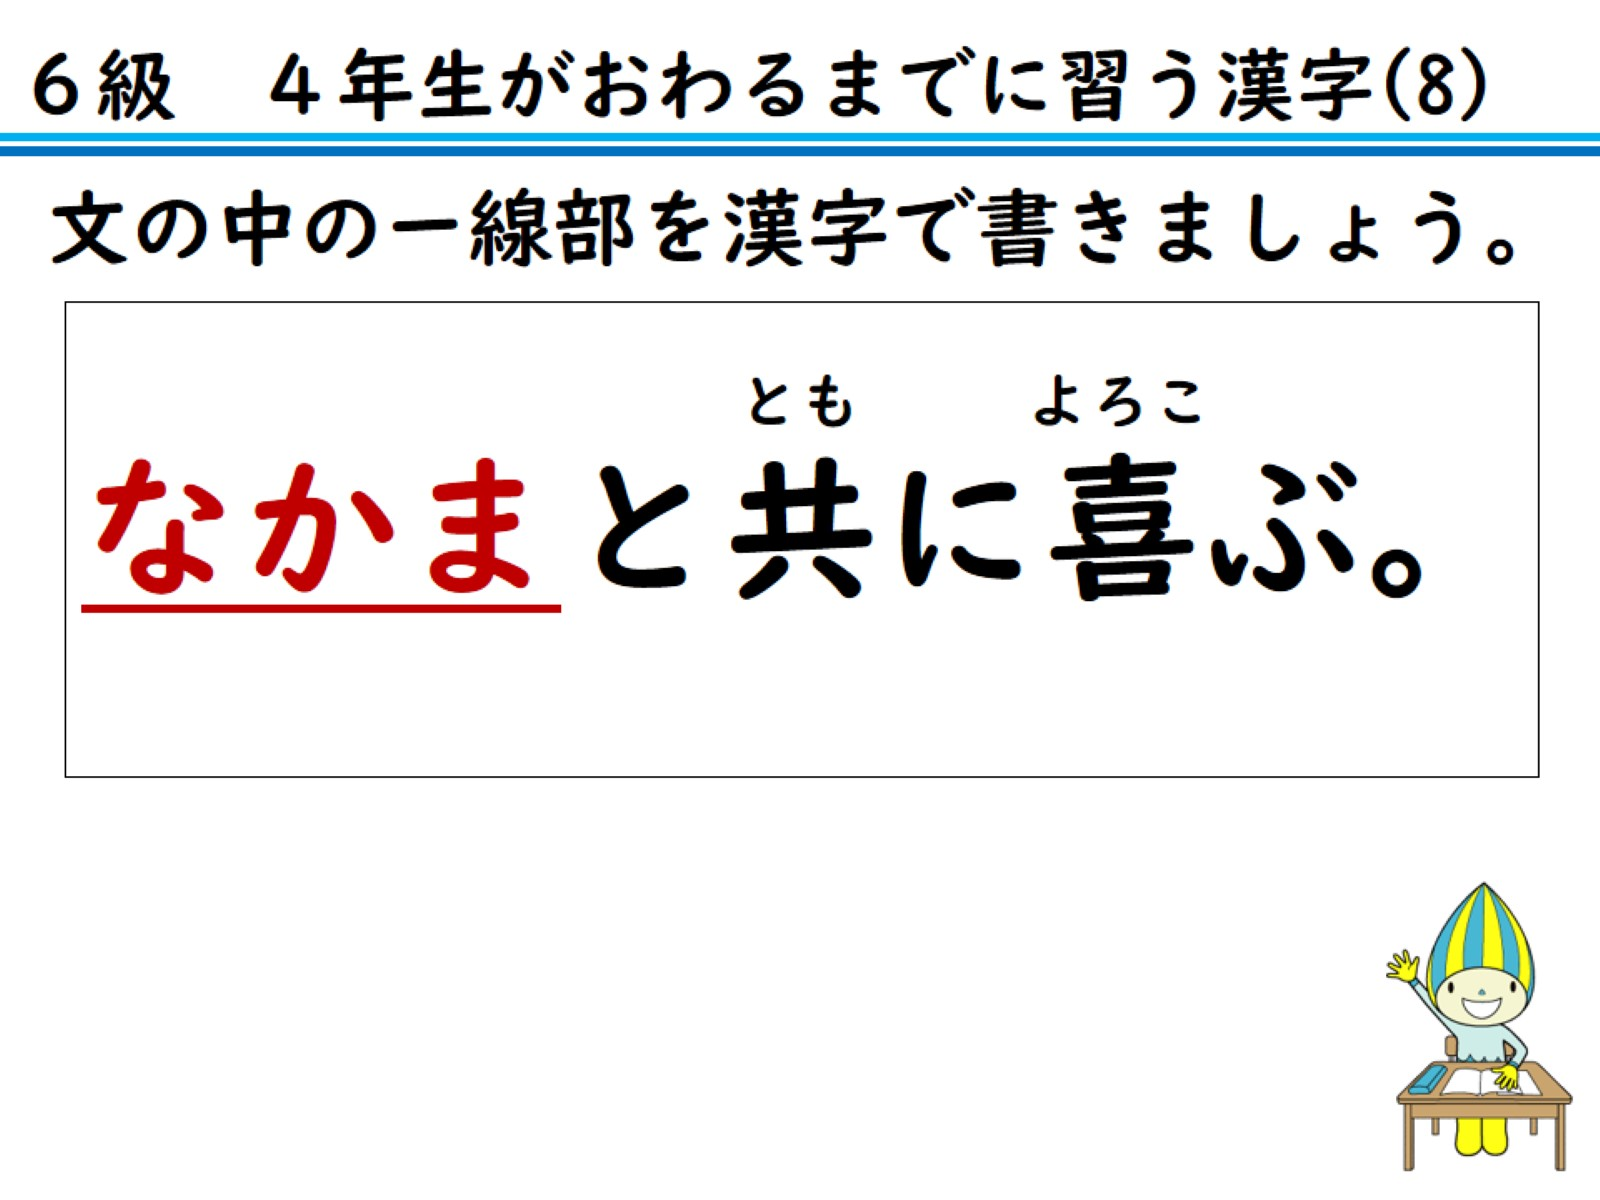 ６級　４年生がおわるまでに習う漢字(8)
文の中の一線部を漢字で書きましょう。
とも　よろこ
なかまと共に喜ぶ。